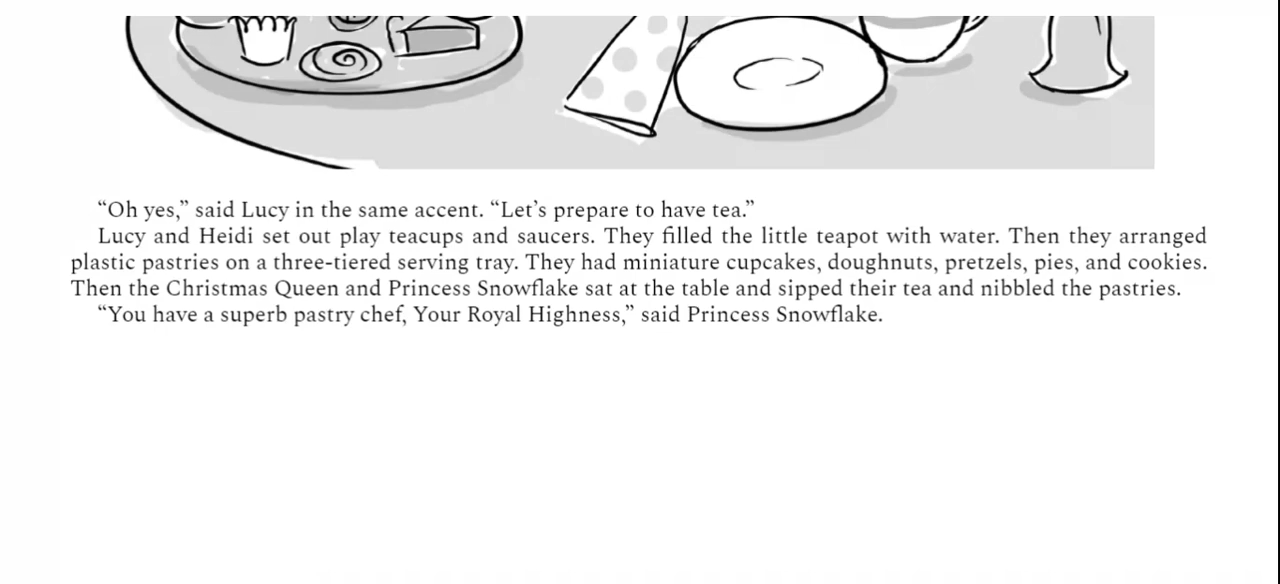 “Oh yes,” said Lucy in the same accent. “Let’s prepare to have tea.”
Lucy and Heidi set out play teacups and saucers. They filled the little teapot with water. Then they arranged
plastic pastries on a three-tiered serving tray. They had miniature cupcakes, doughnuts, pretzels, pies, and cookies.
Then the Christmas Queen and Princess Snowflake sat at the table and sipped their tea and nibbled the pastries.
“You have a superb pastry chef, Your Royal Highness,” said Princess Snowflake.